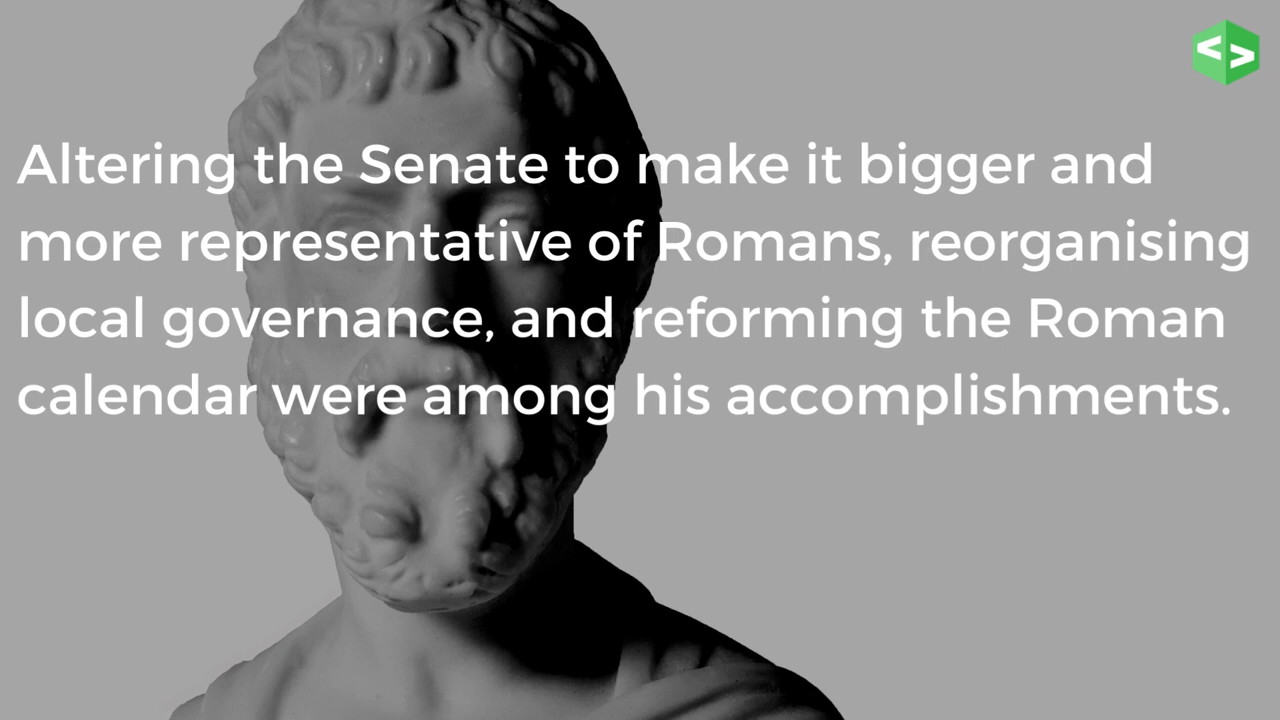 Altering the Senate to make it bigger and
more representative of Romans, reorganising
local governance, and reforming the Roman
calendar were among his accomplishments.